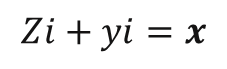 Zi + yi = x